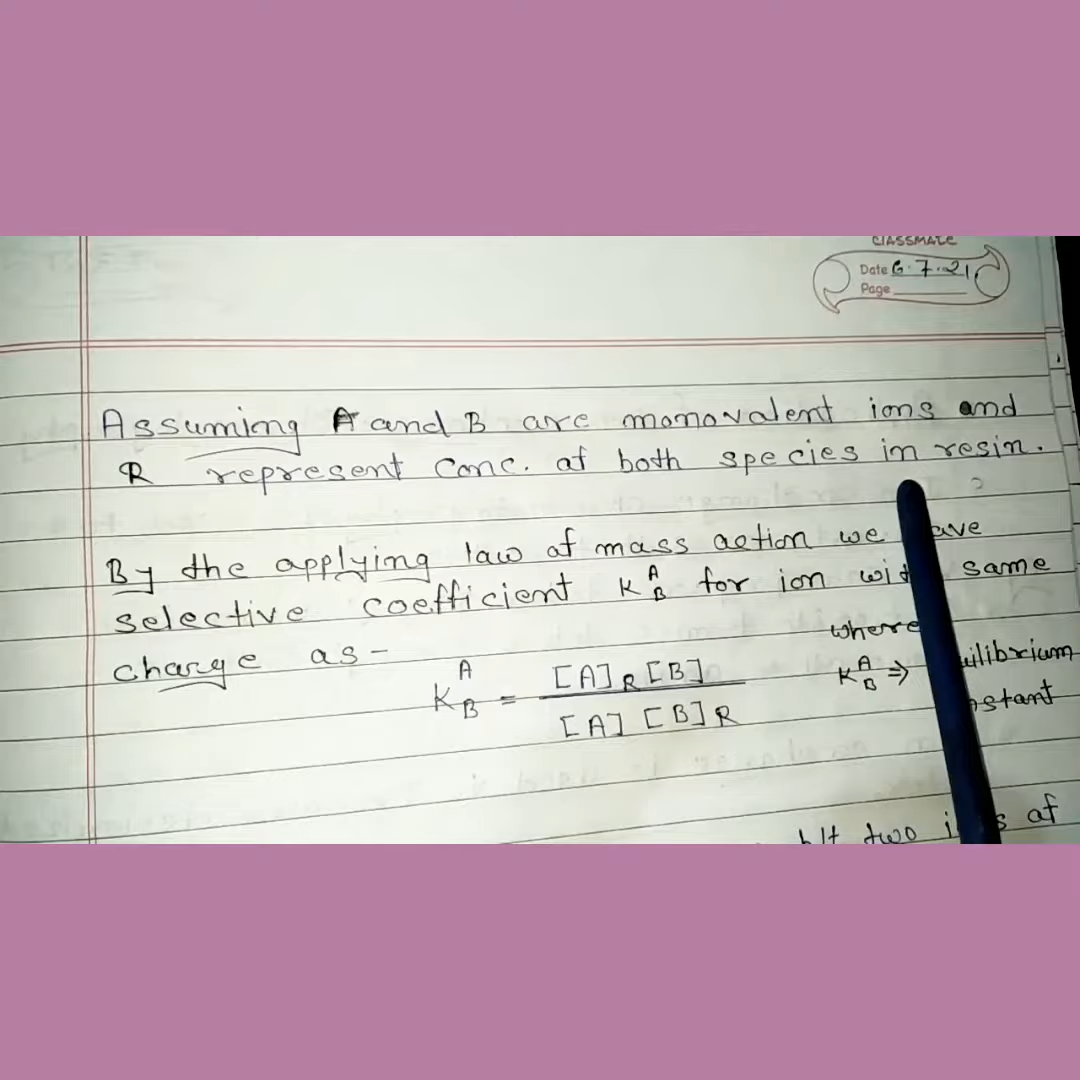 CLASSMATE
Date 6.7.21
Page
Assuming A and B are monovalent ions and
R represent conc. of both species in resin.
By the applying law of mass action we ave
selective coefficient K^A_B for ion wit same
charge as-
where
K^A_B = [A]R[B] / [A] [B]R
K^A_B ⇒ uilibrium
nstant
b/t two i s of